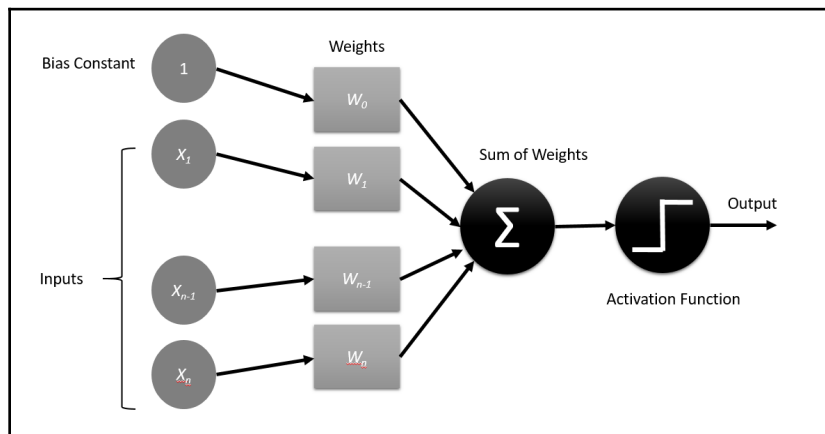 Weights
Bias Constant
1
W0
X1
W1
Sum of Weights
Σ
Output
Inputs
Xn-1
Wn-1
Activation Function
Xn
Wn